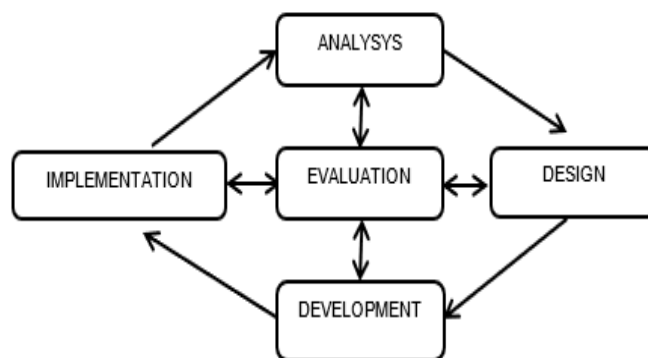 ANALYSYS
IMPLEMENTATION
EVALUATION
DESIGN
DEVELOPMENT